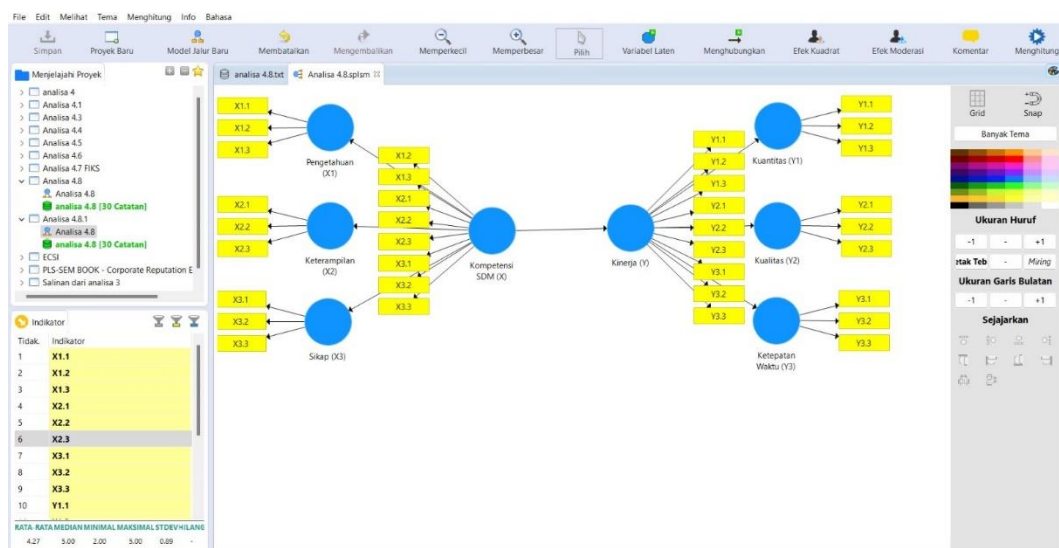 File Edit Melihat Tema Menghitung Info Bahasa
Simpan Proyek Baru Model Jalur Baru Membatalkan Mengembalikan Memperkecil Memperbesar Pilih Variabel Laten Menghubungkan Efek Kuadrat Efek Moderasi Komentar Menghitung
Menjelajahi Proyek
analisa 4
Analisa 4.1
Analisa 4.3
Analisa 4.4
Analisa 4.5
Analisa 4.6
Analisa 4.7 FIKS
Analisa 4.8
Analisa 4.8
analisa 4.8 [30 Catatan]
Analisa 4.8.1
Analisa 4.8
analisa 4.8 [30 Catatan]
ECSI
PLS-SEM BOOK - Corporate Reputation E
Salinan dari analisa 3
Indikator
Tidak. Indikator
1 X1.1
2 X1.2
3 X1.3
4 X2.1
5 X2.2
6 X2.3
7 X3.1
8 X3.2
9 X3.3
10 Y1.1
RATA-RATA MEDIAN MINIMAL MAKSIMAL STDEV HILANG
4.27 5.00 2.00 5.00 0.89 -
analisa 4.8.txt Analisa 4.8.splsm
X1.1
X1.2
X1.3
Pengetahuan
(X1)
X2.1
X2.2
X2.3
Keterampilan
(X2)
X3.1
X3.2
X3.3
Sikap (X3)
X1.2
X1.3
X2.1
X2.2
X2.3
X3.1
X3.2
X3.3
Kompetensi
SDM (X)
Kinerja (Y)
Y1.1
Y1.2
Y1.3
Y2.1
Y2.2
Y2.3
Y3.1
Y3.2
Y3.3
Kuantitas (Y1)
Y1.1
Y1.2
Y1.3
Kualitas (Y2)
Y2.1
Y2.2
Y2.3
Ketepatan
Waktu (Y3)
Y3.1
Y3.2
Y3.3
Grid Snap
Banyak Tema
Ukuran Huruf
-1 - +1
etak Teb - Miring
Ukuran Garis Bulatan
-1 - +1
Sejajarkan